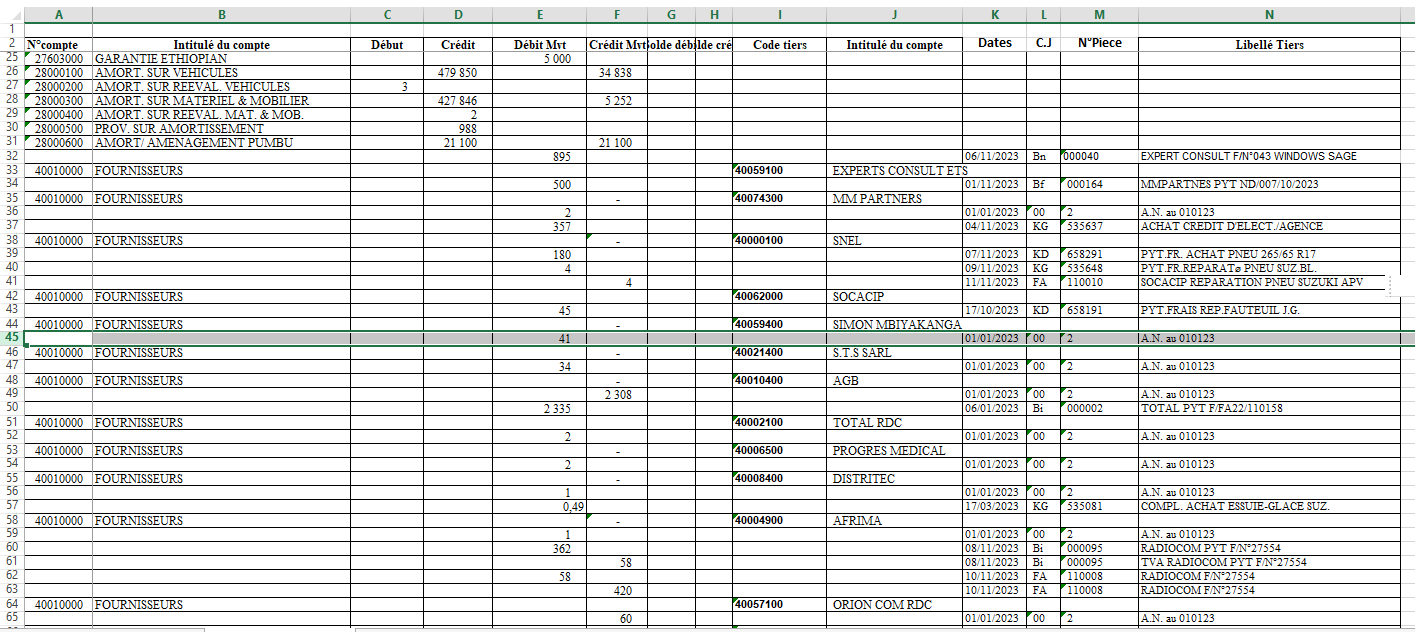 A B C D E F G H I J K L M N
1
2 N°compte Intitulé du compte Début Crédit Débit Mvt Crédit Mvt olde déb lde cré Code tiers Intitulé du compte Dates C.J N°Piece Libellé Tiers
25 27603000 GARANTIE ETHIOPIAN 5 000
26 28000100 AMORT. SUR VEHICULES 479 850 34 838
27 28000200 AMORT. SUR REEVAL. VEHICULES 3
28 28000300 AMORT. SUR MATERIEL & MOBILIER 427 846 5 252
29 28000400 AMORT. SUR REEVAL. MAT. & MOB. 2
30 28000500 PROV. SUR AMORTISSEMENT 988
31 28000600 AMORT/ AMENAGEMENT PUMBU 21 100 21 100
32 895 06/11/2023 Bn 000040 EXPERT CONSULT F/N°043 WINDOWS SAGE
33 40010000 FOURNISSEURS 40059100 EXPERTS CONSULT ETS
34 500 01/11/2023 Bf 000164 MMPARTNES PYT ND/007/10/2023
35 40010000 FOURNISSEURS - 40074300 MM PARTNERS
36 2 01/01/2023 00 2 A.N. au 010123
37 357 04/11/2023 KG 535637 ACHAT CREDIT D'ELECT./AGENCE
38 40010000 FOURNISSEURS - 40000100 SNEL
39 180 07/11/2023 KD 658291 PYT.FR. ACHAT PNEU 265/65 R17
40 4 09/11/2023 KG 535648 PYT.FR.REPARATø PNEU SUZ.BL.
41 4 11/11/2023 FA 110010 SOCACIP REPARATION PNEU SUZUKI APV
42 40010000 FOURNISSEURS 40062000 SOCACIP
43 45 17/10/2023 KD 658191 PYT.FRAIS REP.FAUTEUIL J.G.
44 40010000 FOURNISSEURS - 40059400 SIMON MBIYAKANGA
45 41 01/01/2023 00 2 A.N. au 010123
46 40010000 FOURNISSEURS - 40021400 S.T.S SARL
47 34 01/01/2023 00 2 A.N. au 010123
48 40010000 FOURNISSEURS - 40010400 AGB
49 2 308 01/01/2023 00 2 A.N. au 010123
50 2 335 06/01/2023 Bi 000002 TOTAL PYT F/FA22/110158
51 40010000 FOURNISSEURS 40002100 TOTAL RDC
52 2 01/01/2023 00 2 A.N. au 010123
53 40010000 FOURNISSEURS - 40006500 PROGRES MEDICAL
54 2 01/01/2023 00 2 A.N. au 010123
55 40010000 FOURNISSEURS - 40008400 DISTRITEC
56 1 01/01/2023 00 2 A.N. au 010123
57 0,49 17/03/2023 KG 535081 COMPL. ACHAT ESSUIE-GLACE SUZ.
58 40010000 FOURNISSEURS - 40004900 AFRIMA
59 1 01/01/2023 00 2 A.N. au 010123
60 362 08/11/2023 Bi 000095 RADIOCOM PYT F/N°27554
61 58 08/11/2023 Bi 000095 TVA RADIOCOM PYT F/N°27554
62 58 10/11/2023 FA 110008 RADIOCOM F/N°27554
63 420 10/11/2023 FA 110008 RADIOCOM F/N°27554
64 40010000 FOURNISSEURS 40057100 ORION COM RDC
65 60 01/01/2023 00 2 A.N. au 010123